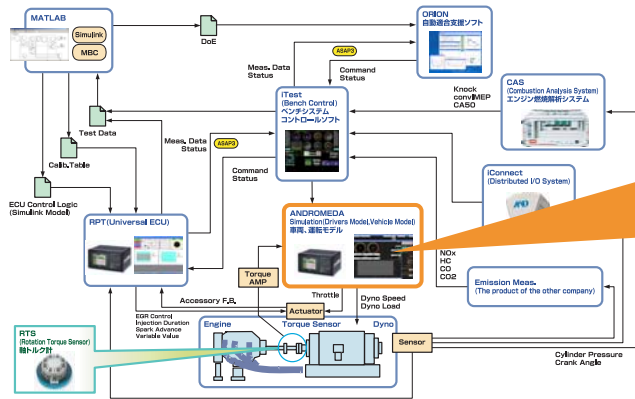 MATLAB
Simulink
MBC
DoE
ORION
自動適合支援ソフト
Meas. Data
Status
ASAP3
Command
Status
iTest
(Bench Control)
ベンチシステム
コントロールソフト
Knock
convIMEP
CA50
CAS
(Combustion Analysis System)
エンジン燃焼解析システム
Test Data
Calib.Table
ECU Control Logic
(Simulink Model)
Meas. Data
Status
ASAP3
Command
Status
iConnect
(Distributed I/O System)
AND
RPT(Universal ECU)
ANDROMEDA
Simulation(Drivers Model,Vehicle Model)
車両、運転モデル
NOx
HC
CO
CO2
Emission Meas.
(The product of the other company)
Torque
AMP
Accessory F.B.
Actuator
Throttle
Dyno Speed
Dyno Load
EGR Control
Injection Duration
Spark Advance
Variable Value
Engine
Torque Sensor
Dyno
Sensor
RTS
(Rotation Torque Sensor)
軸トルク計
Cylinder Pressure
Crank Angle